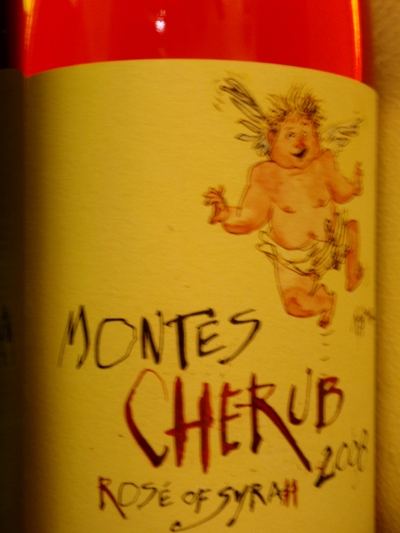 MONTES
CHERUB
2008
ROSÉ OF SYRAH